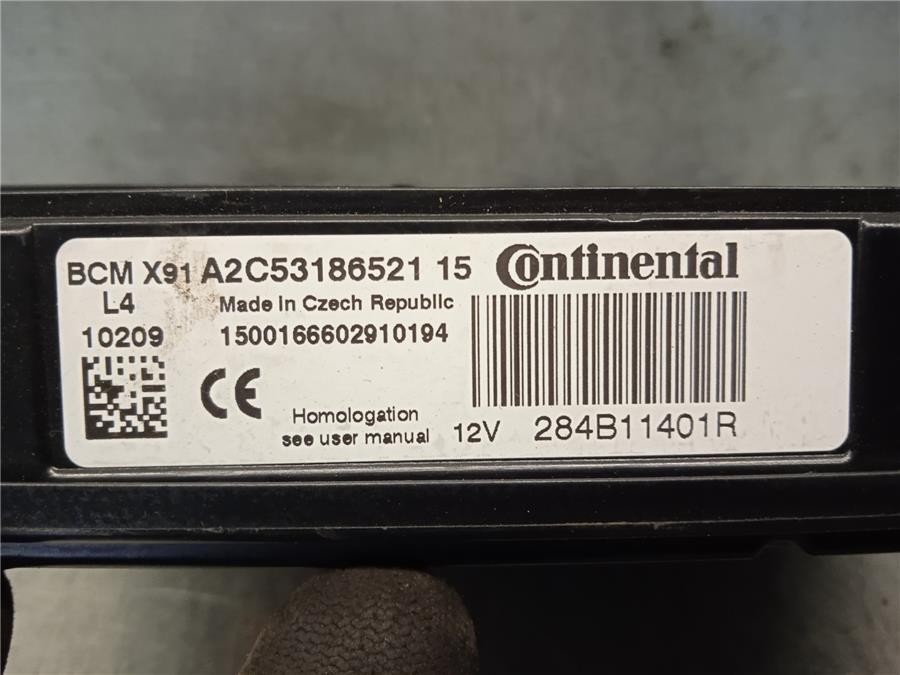 BCM X91 A2C53186521 15 Continental
L4 Made in Czech Republic
10209 1500166602910194
CE
Homologation
see user manual 12V 284B11401R